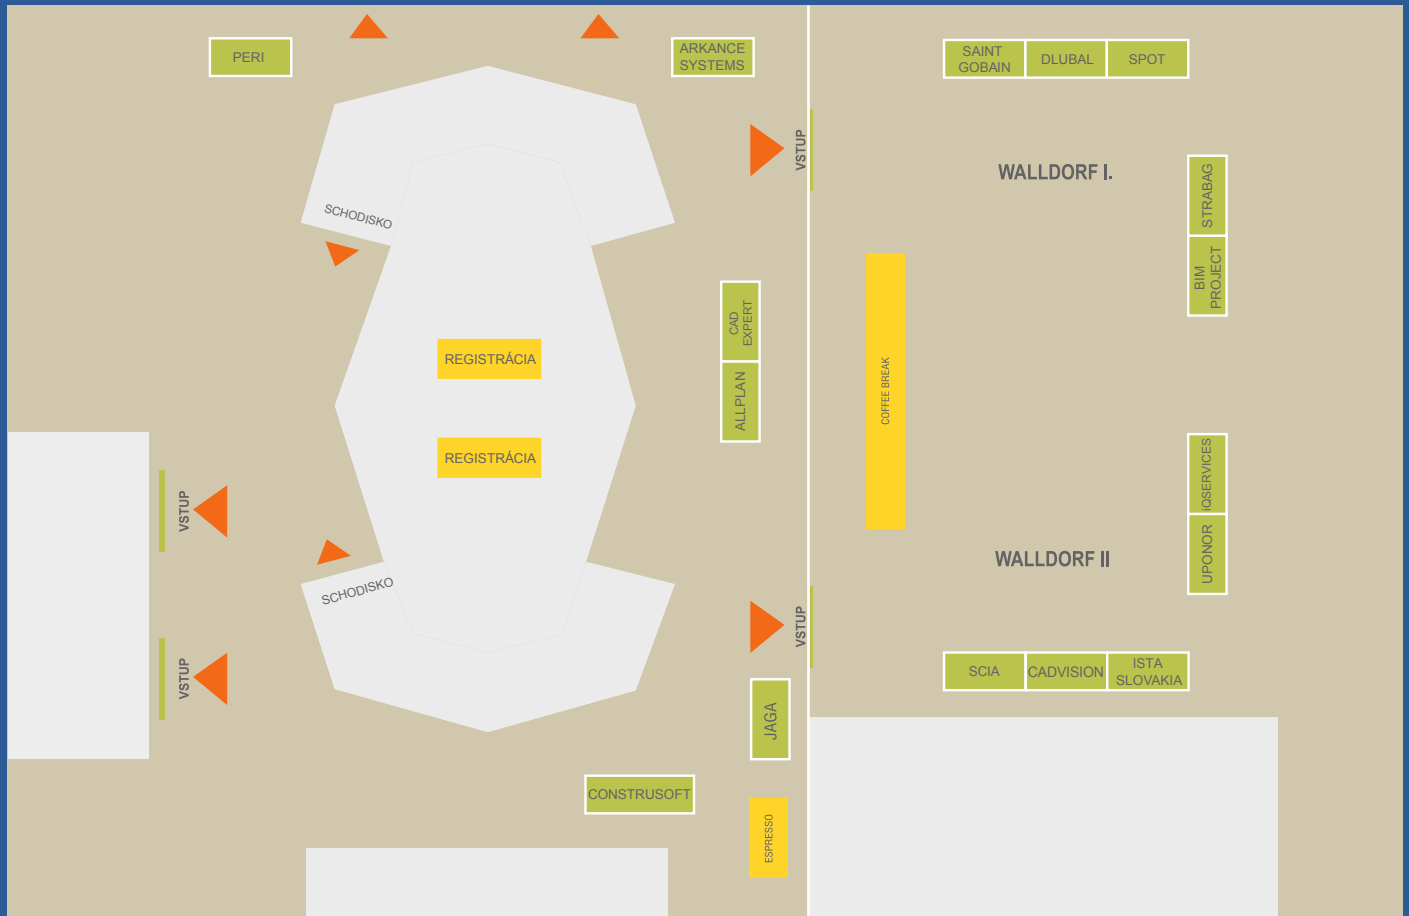 PERI
ARKANCE
SYSTEMS
SAINT
GOBAIN
DLUBAL
SPOT
VSTUP
WALLDORF I.
STRABAG
BIM
PROJECT
SCHODISKO
CAD
EXPERT
ALLPLAN
REGISTRÁCIA
REGISTRÁCIA
COFFEE BREAK
iQSERVICES
UPONOR
VSTUP
WALLDORF II
SCHODISKO
VSTUP
VSTUP
SCIA
CADVISION
ISTA
SLOVAKIA
JAGA
CONSTRUSOFT
ESPRESSO